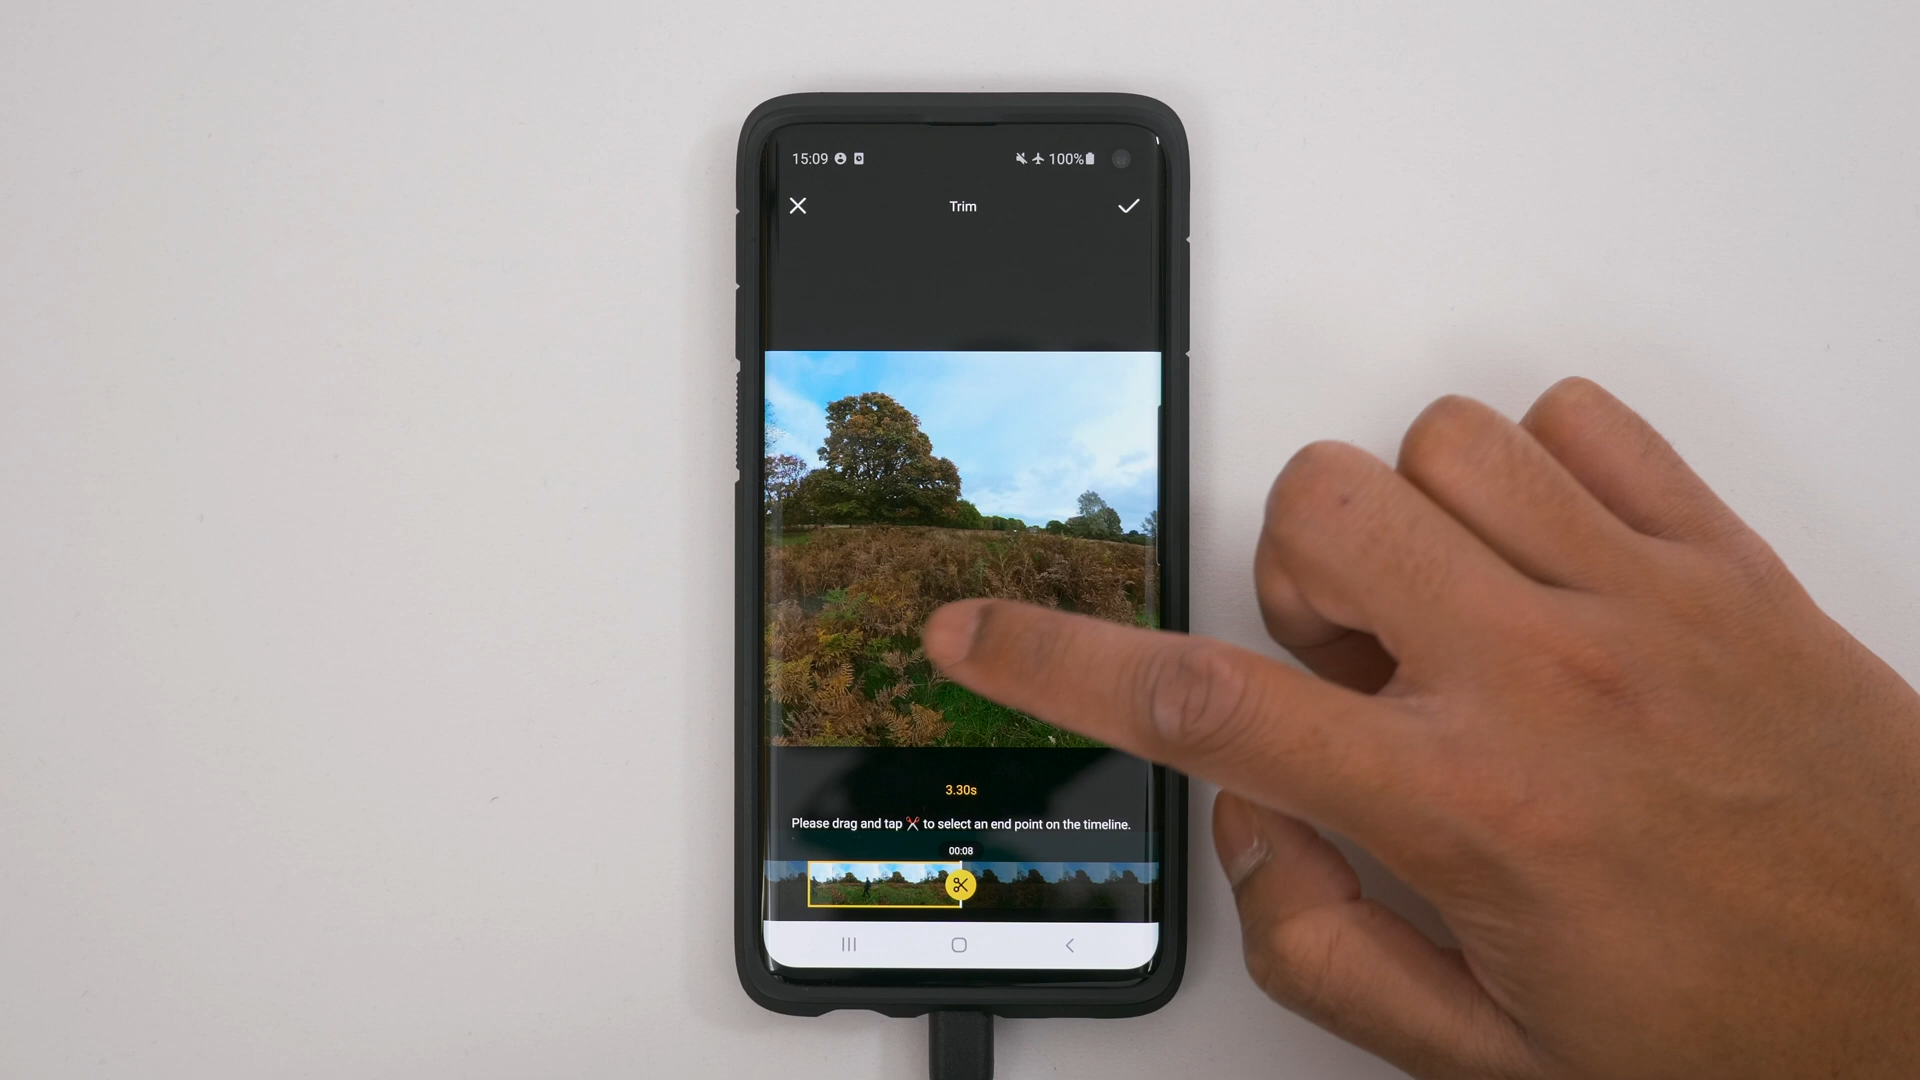 15:09 100%
Trim
3.30s
Please drag and tap to select an end point on the timeline.
00:08